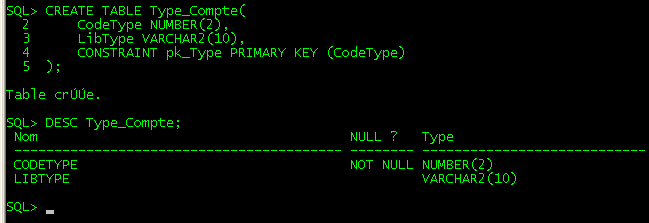 SQL> CREATE TABLE Type_Compte(
  2      CodeType NUMBER(2),
  3      LibType VARCHAR2(10),
  4      CONSTRAINT pk_Type PRIMARY KEY (CodeType)
  5  );
Table crÚÚe.
SQL> DESC Type_Compte;
 Nom                                       NULL ?   Type
 ----------------------------------------- -------- ----------------------------
 CODETYPE                                  NOT NULL NUMBER(2)
 LIBTYPE                                            VARCHAR2(10)
SQL> _